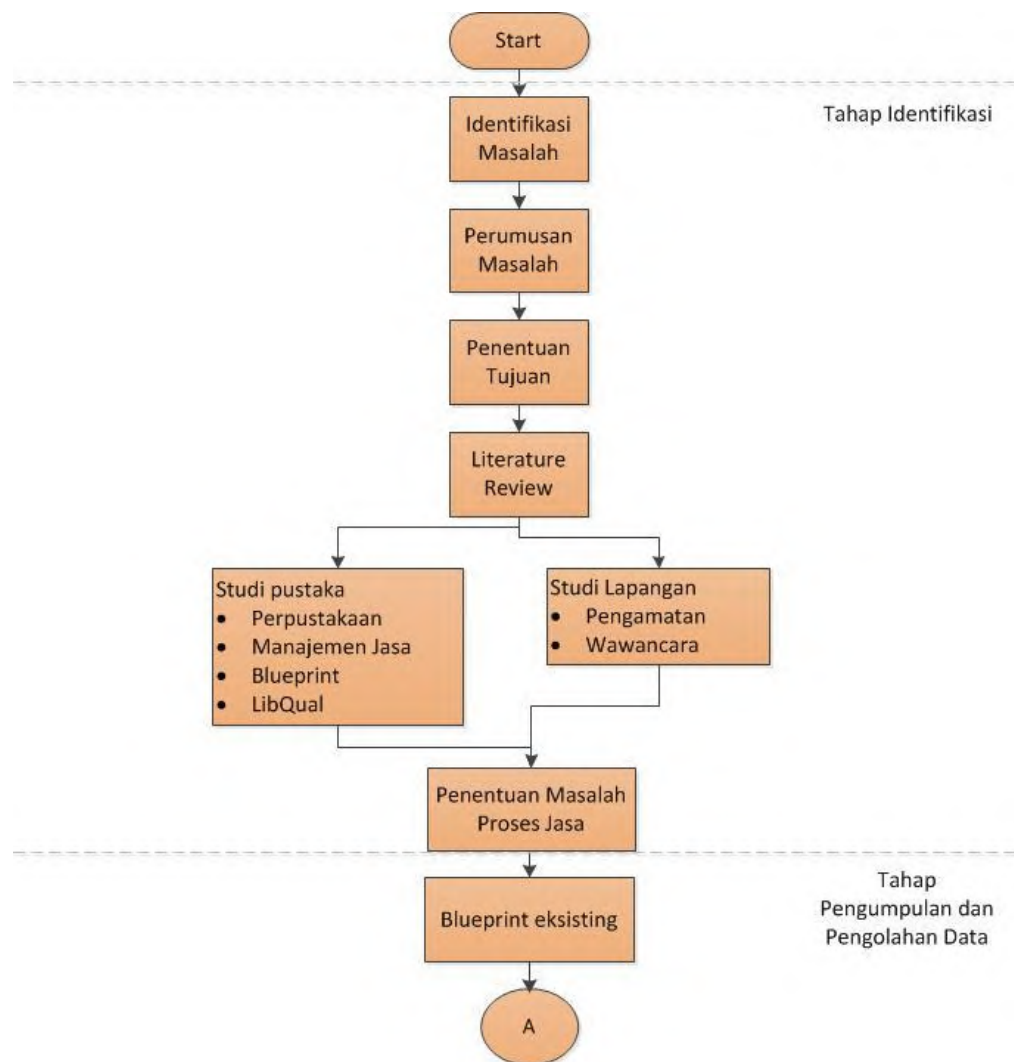 Start
Tahap Identifikasi
Identifikasi
Masalah
Perumusan
Masalah
Penentuan
Tujuan
Literature
Review
Studi pustaka
• Perpustakaan
• Manajemen Jasa
• Blueprint
• LibQual
Studi Lapangan
• Pengamatan
• Wawancara
Penentuan Masalah
Proses Jasa
Tahap
Pengumpulan dan
Pengolahan Data
Blueprint eksisting
A